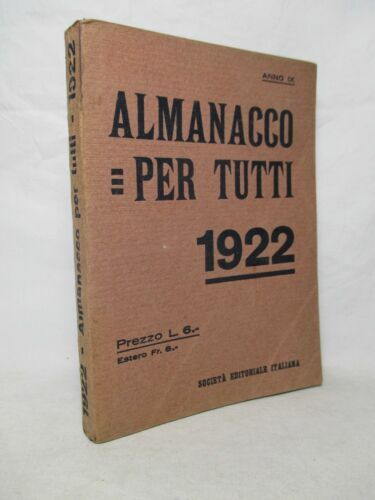 ANNO IX
ALMANACCO
PER TUTTI
1922
Prezzo L. 6.-
Estero Fr. 6.-
SOCIETÀ EDITORIALE ITALIANA
1922 - Almanacco per tutti - 1922